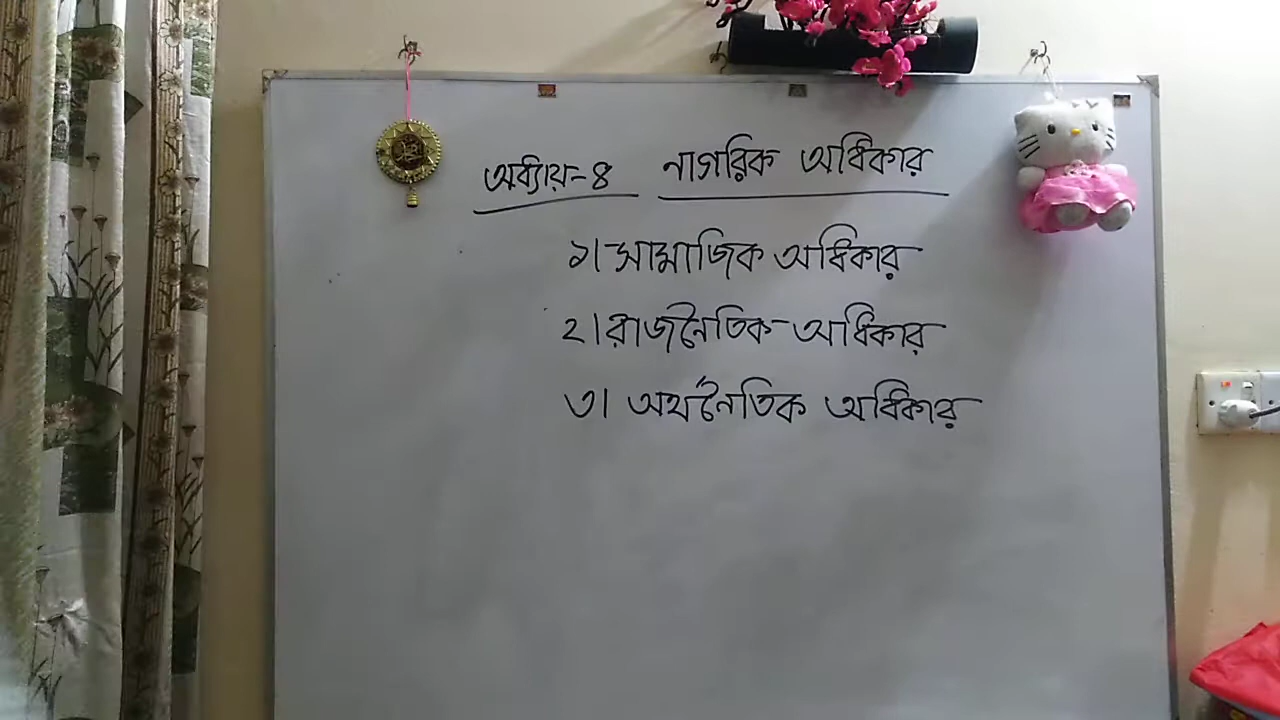 অধ্যায়-৪ নাগরিক অধিকার
১। সামাজিক অধিকার
২। রাজনৈতিক অধিকার
৩। অর্থনৈতিক অধিকার